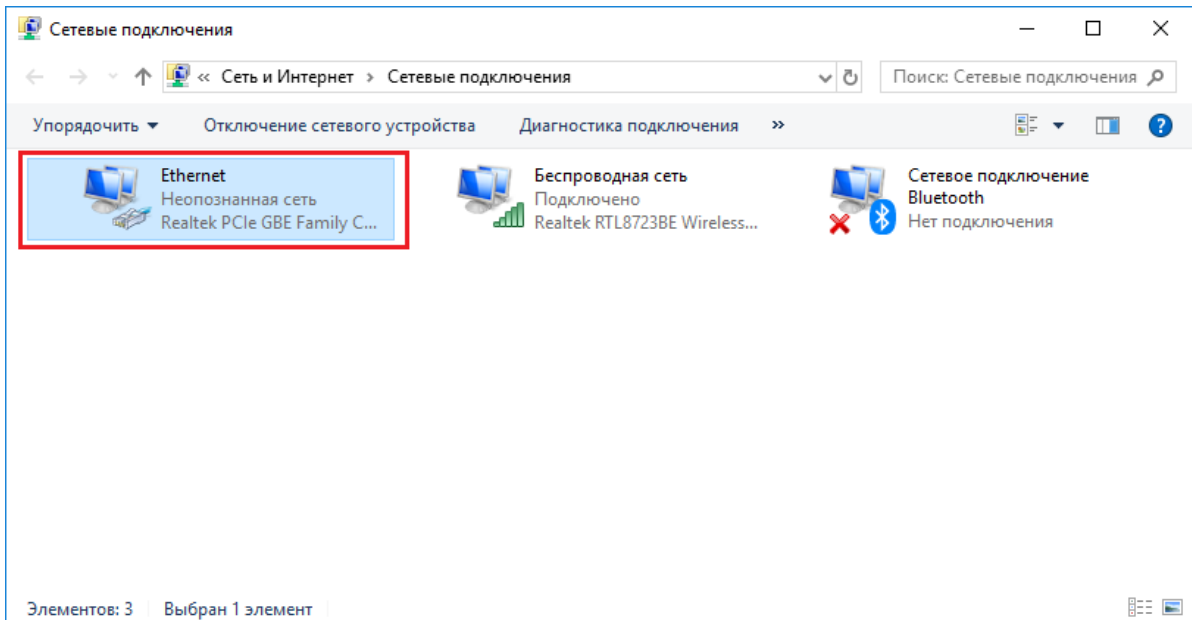 Сетевые подключения
« Сеть и Интернет › Сетевые подключения
Поиск: Сетевые подключения
Упорядочить Отключение сетевого устройства Диагностика подключения »
Ethernet
Неопознанная сеть
Realtek PCIe GBE Family C...
Беспроводная сеть
Подключено
Realtek RTL8723BE Wireless...
Сетевое подключение
Bluetooth
Нет подключения
Элементов: 3 Выбран 1 элемент